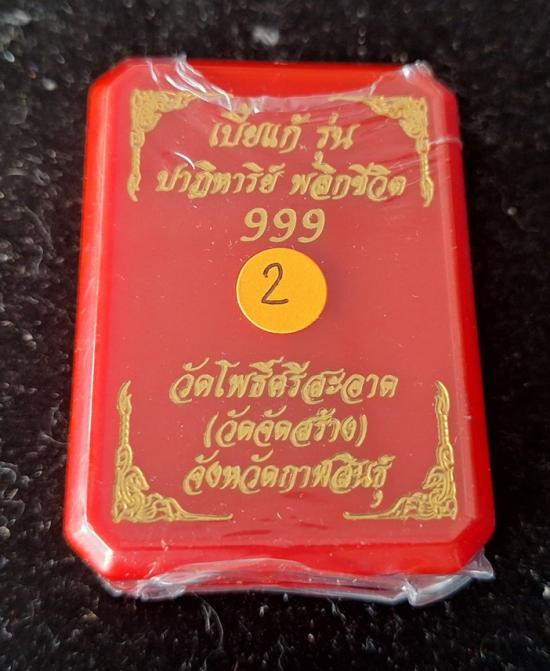 เบี้ยแก้ รุ่น
ปาฏิหาริย์ พลิกชีวิต
999
2
วัดโพธิ์ศรีสะอาด
(วัดจัดสร้าง)
จังหวัดกาฬสินธุ์